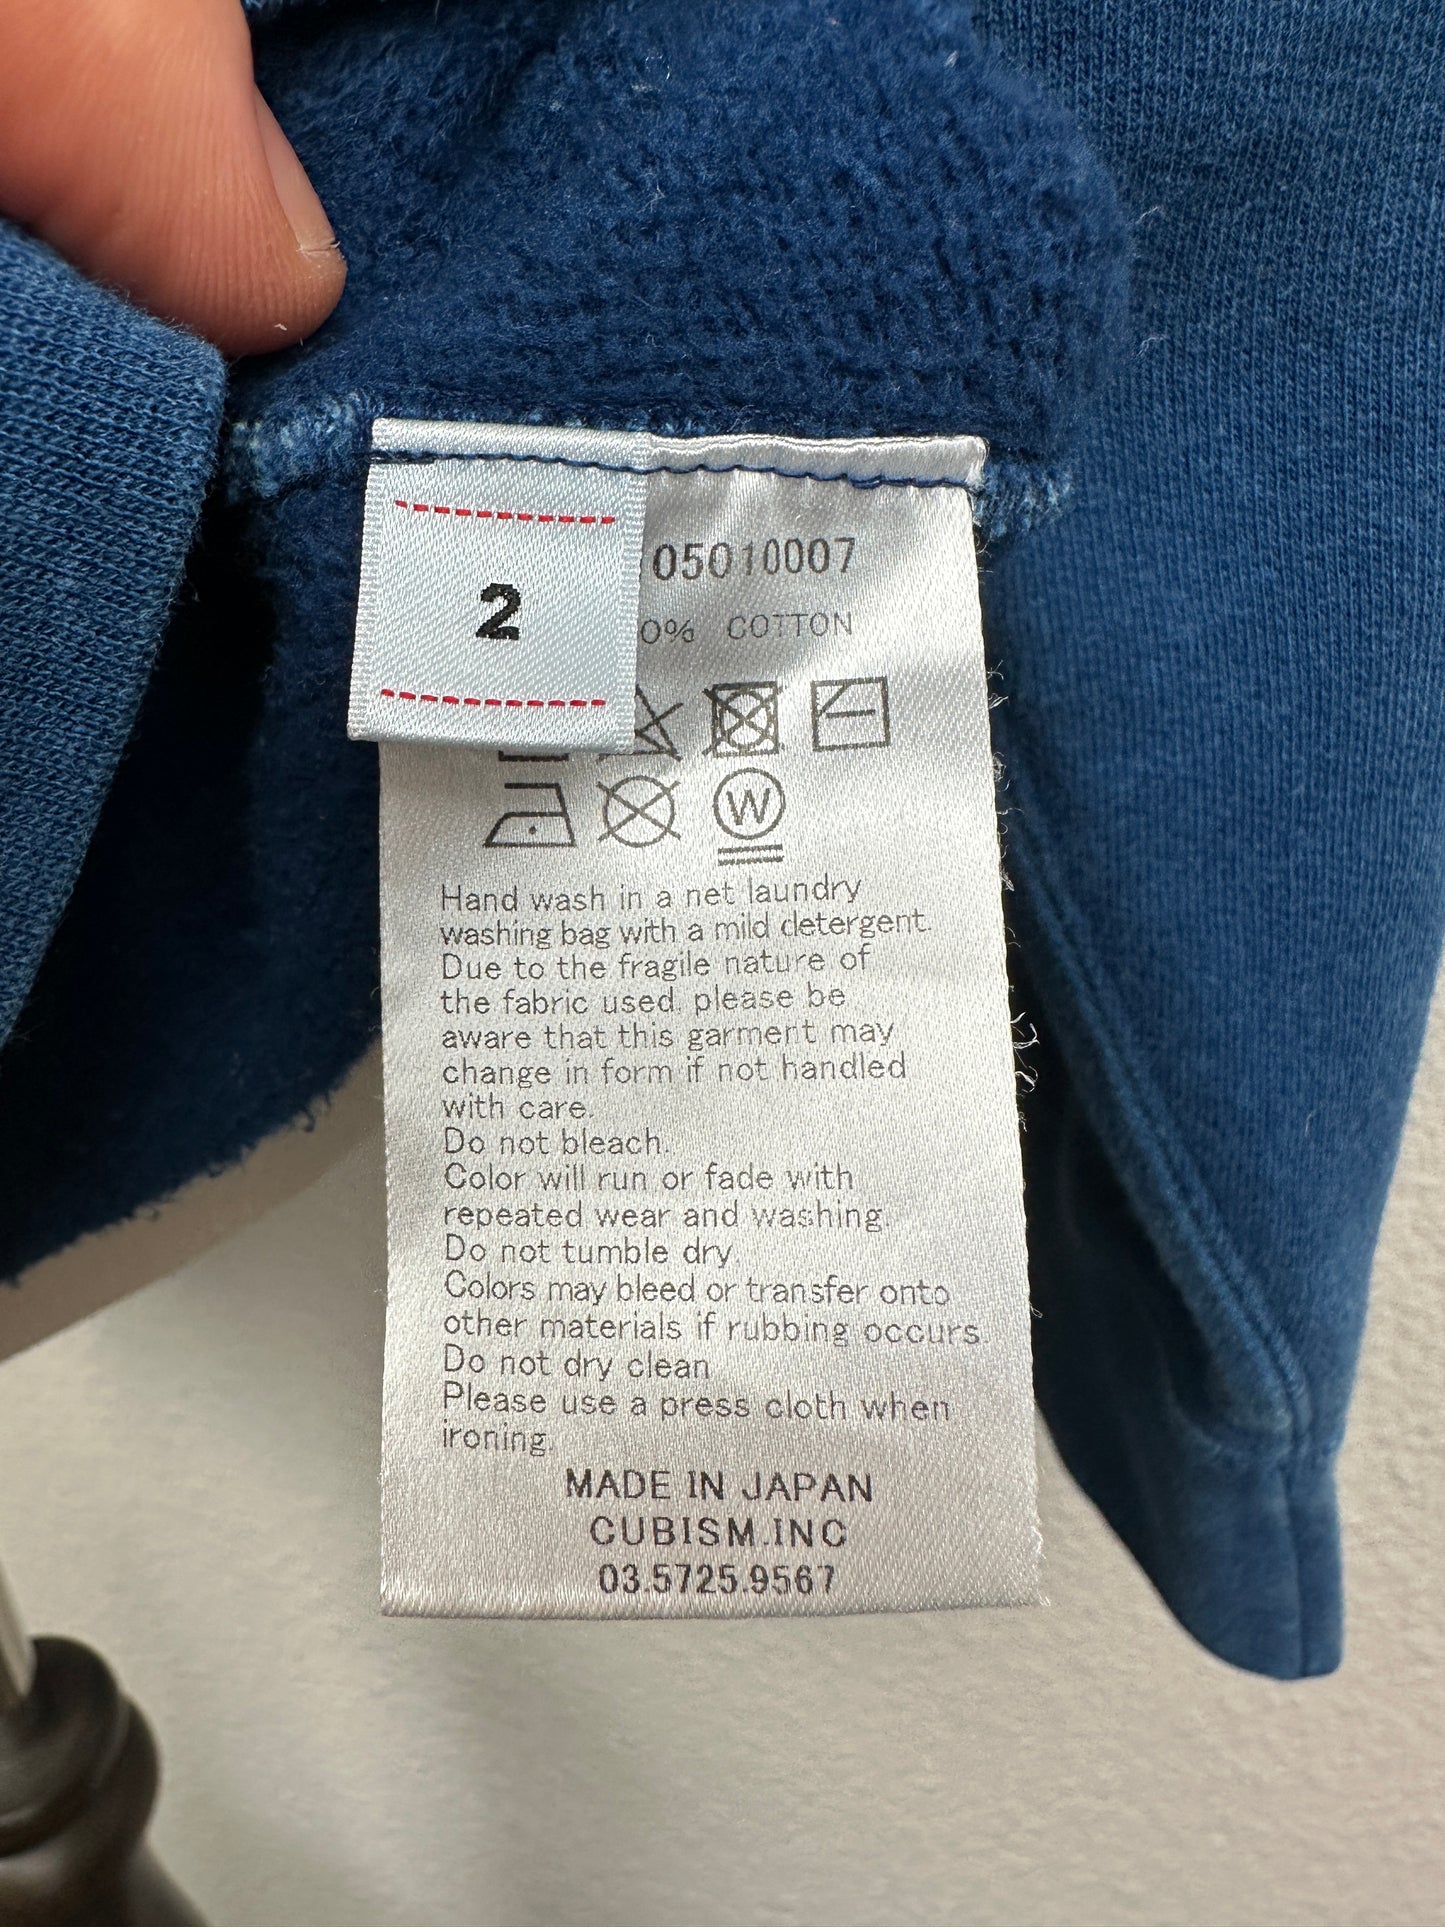 2
05010007
0% COTTON
W
Hand wash in a net laundry
washing bag with a mild detergent.
Due to the fragile nature of
the fabric used, please be
aware that this garment may
change in form if not handled
with care.
Do not bleach.
Color will run or fade with
repeated wear and washing.
Do not tumble dry.
Colors may bleed or transfer onto
other materials if rubbing occurs.
Do not dry clean
Please use a press cloth when
ironing.
MADE IN JAPAN
CUBISM.INC
03.5725.9567